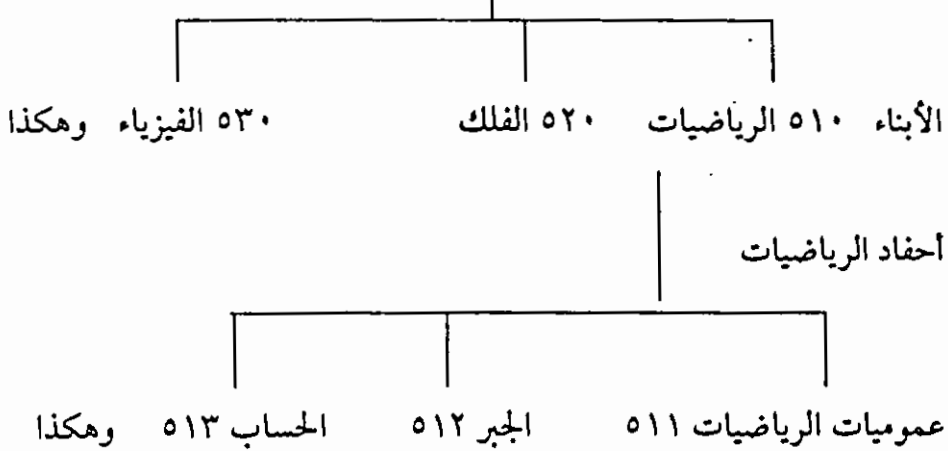 الأبناء ٥١٠ الرياضيات ٥٢٠ الفلك ٥٣٠ الفيزياء وهكذا
أحفاد الرياضيات
عموميات الرياضيات ٥١١ الجبر ٥١٢ الحساب ٥١٣ وهكذا